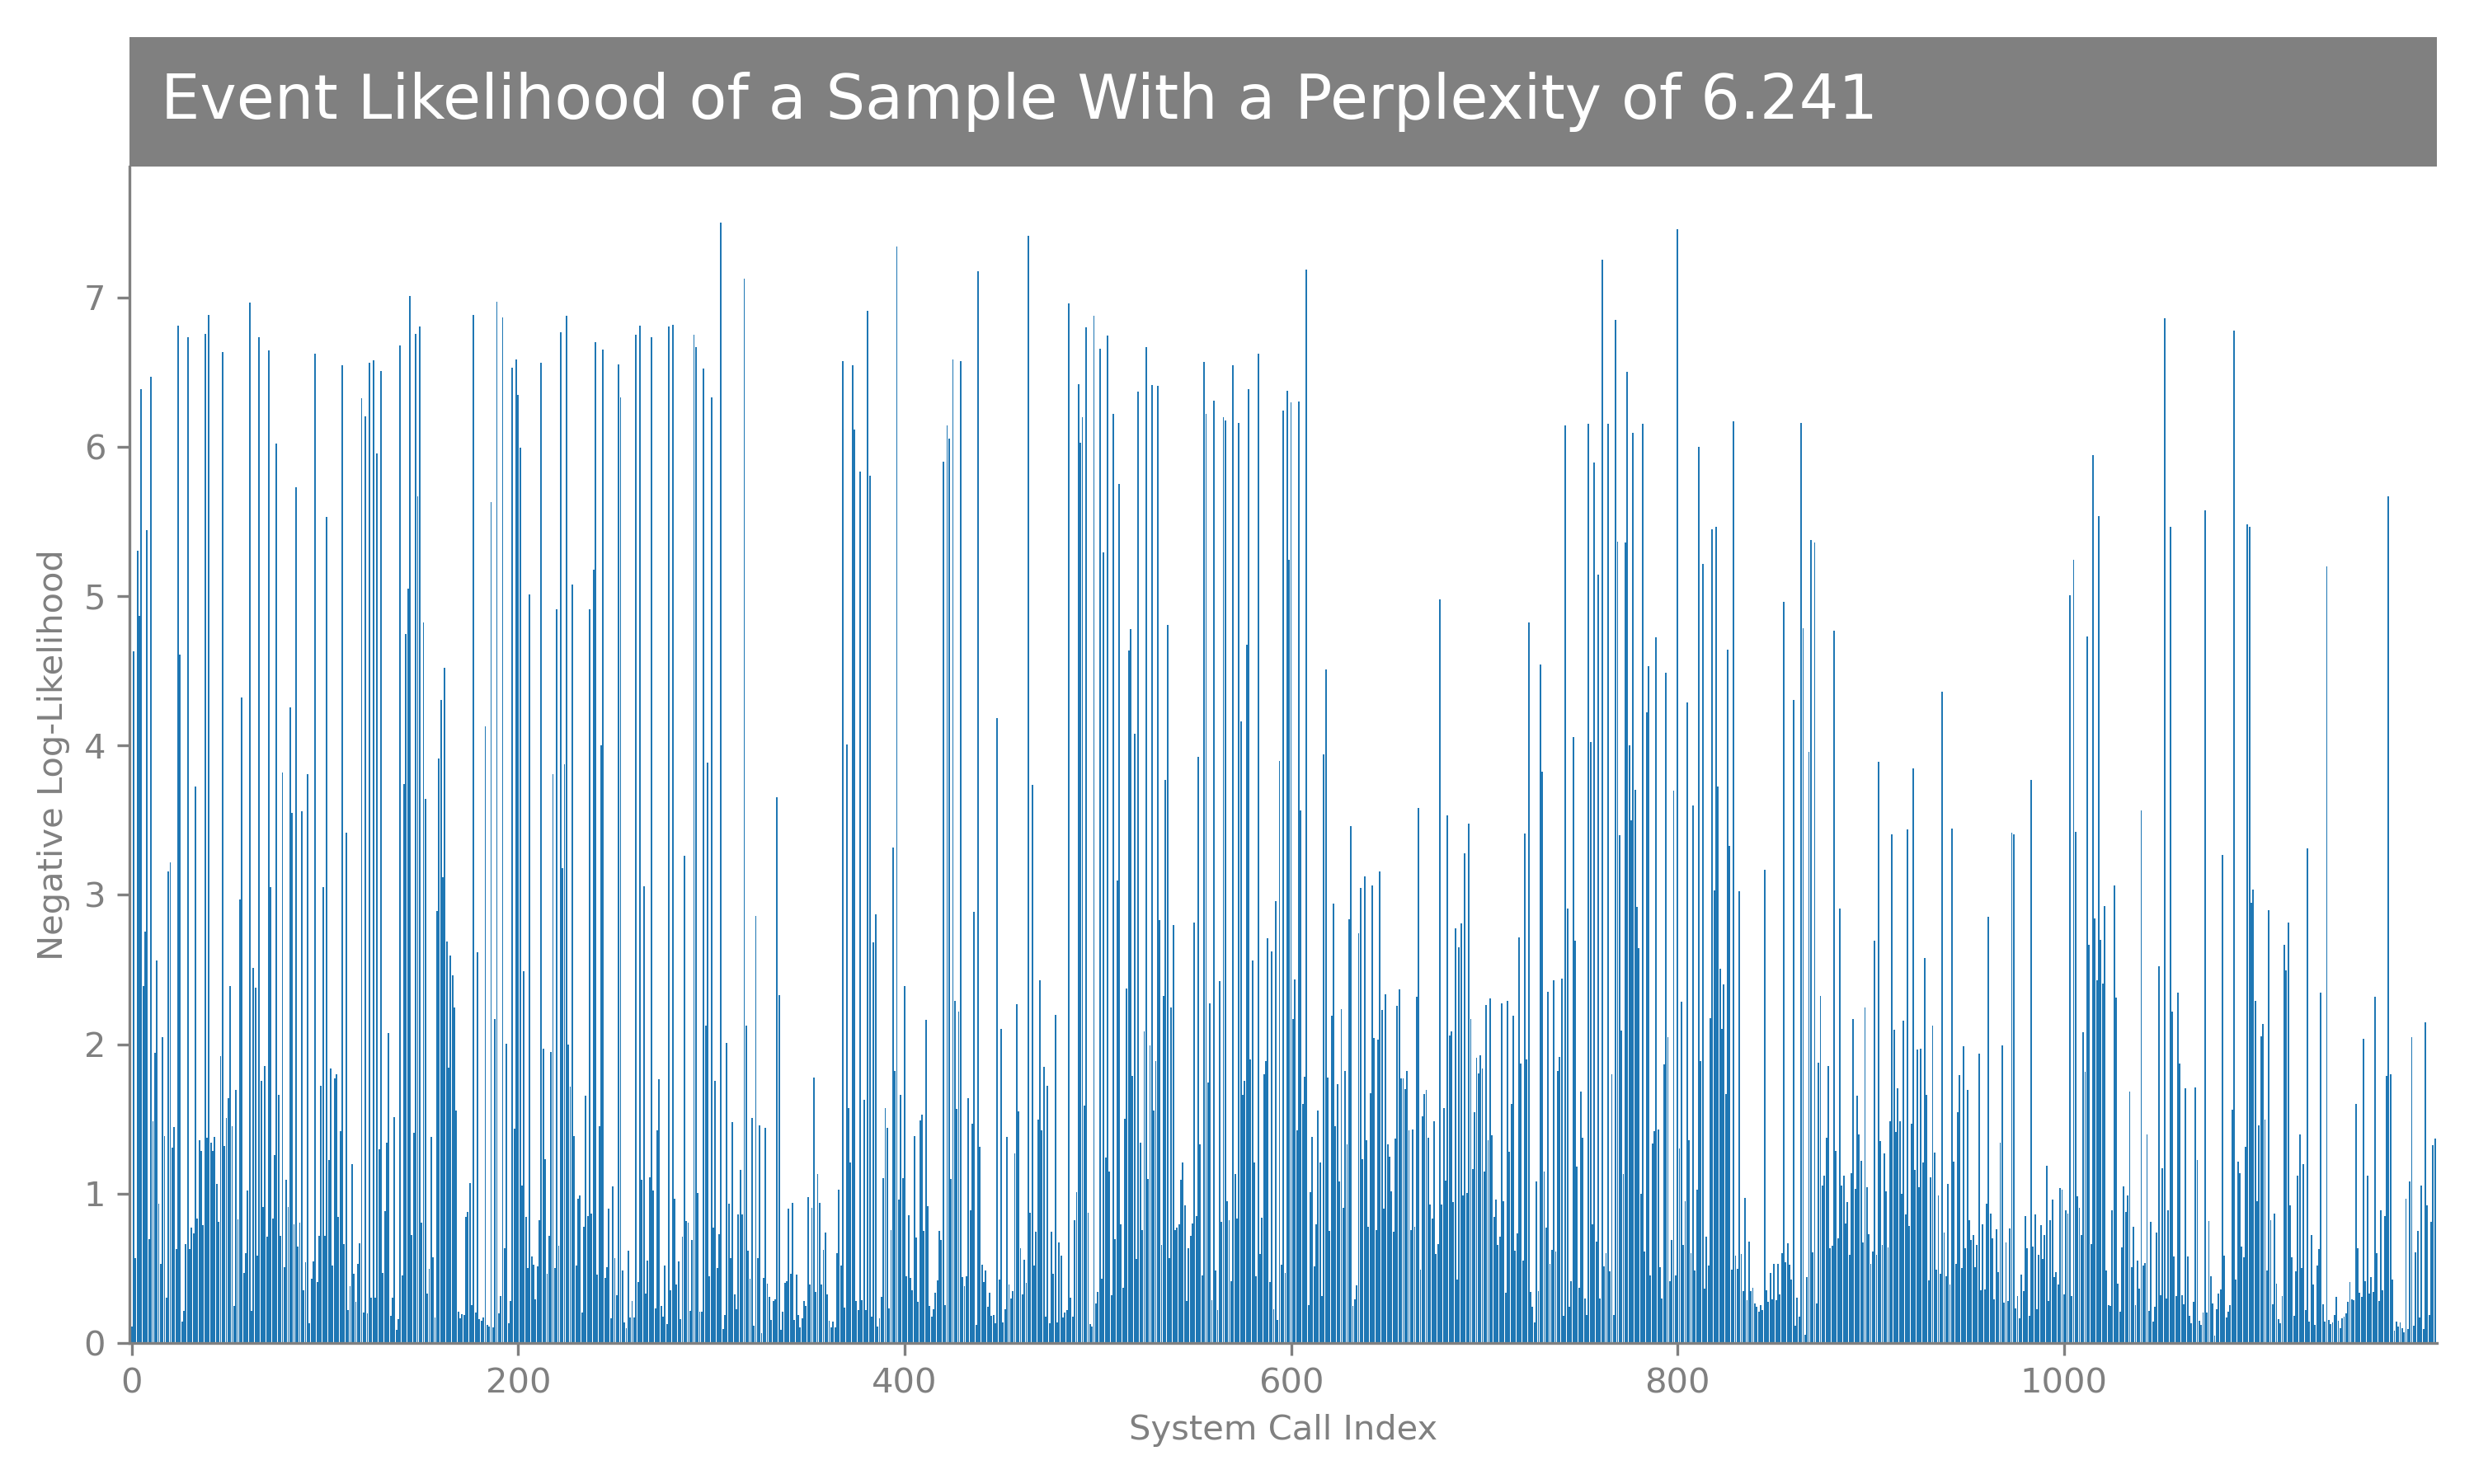 Event Likelihood of a Sample With a Perplexity of 6.241
7
6
5
4
3
2
1
0
Negative Log-Likelihood
0 200 400 600 800 1000
System Call Index